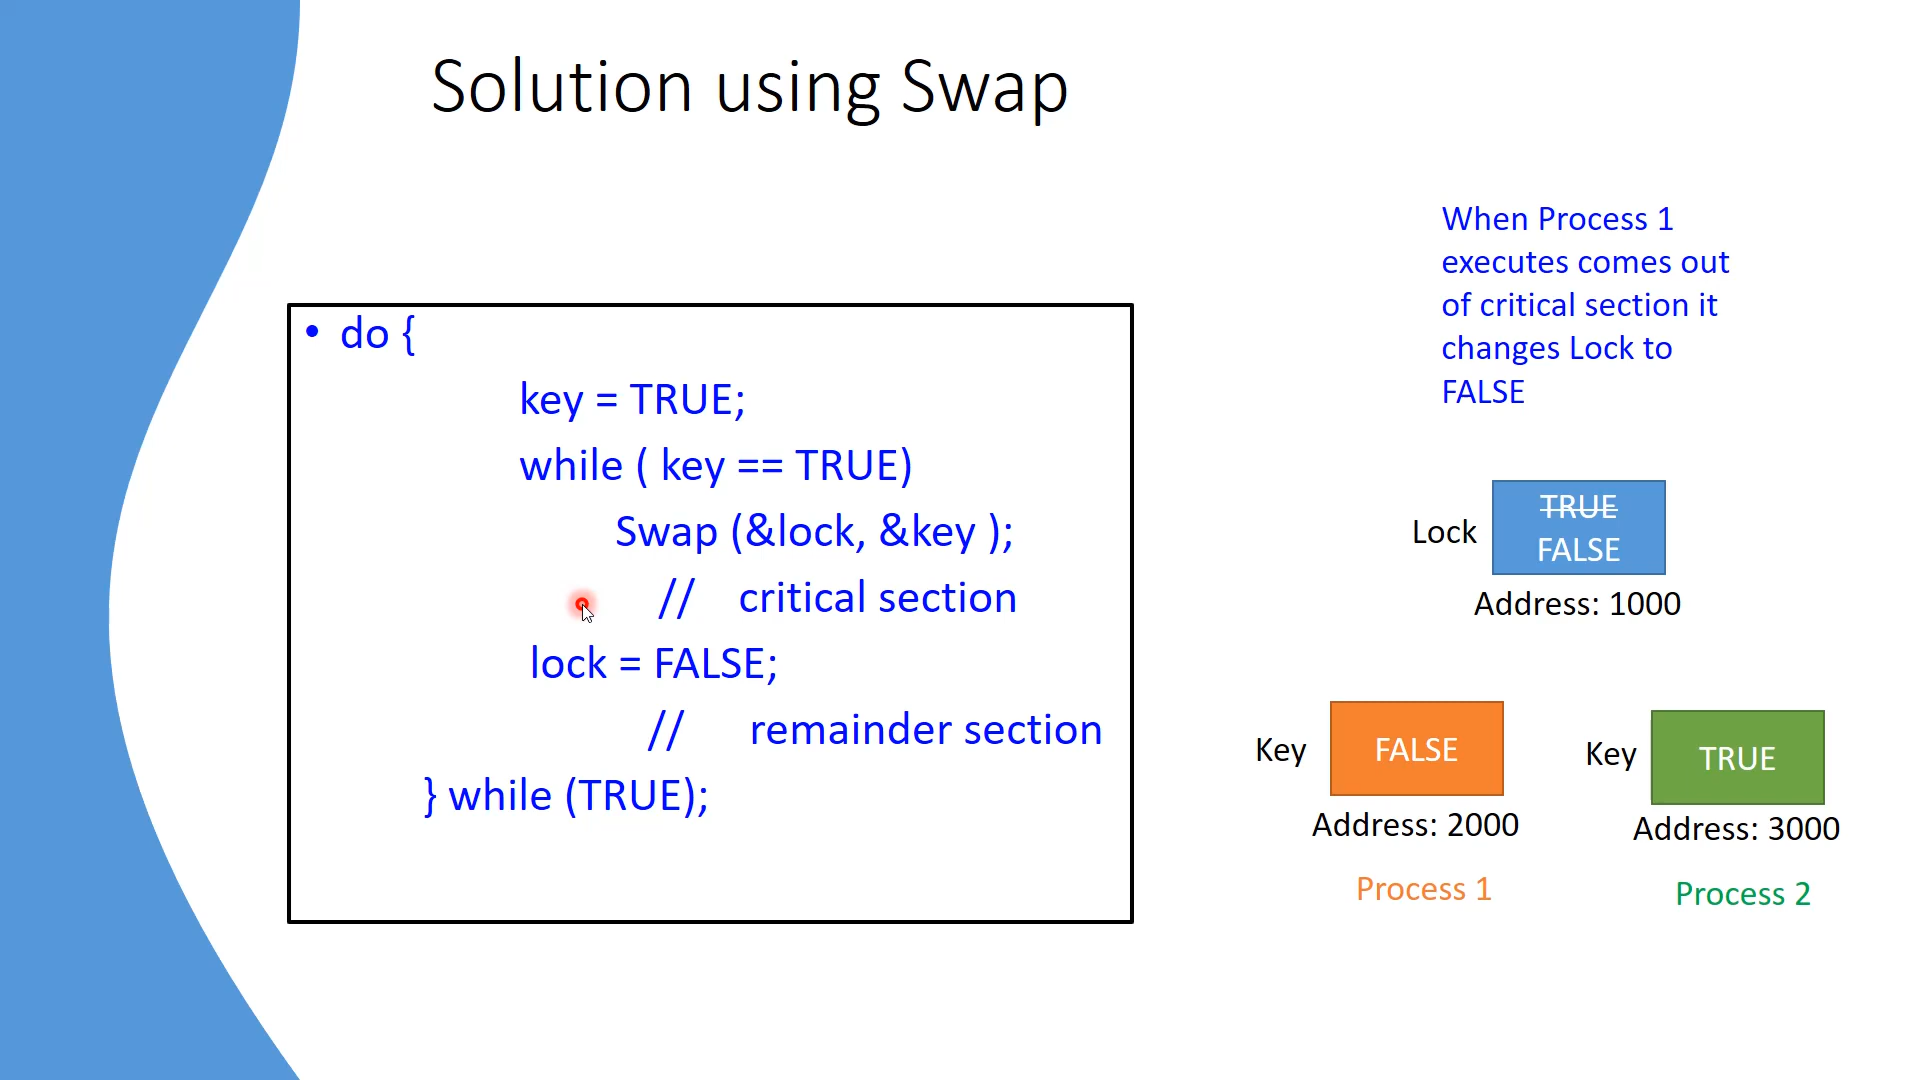 Solution using Swap
When Process 1
executes comes out
of critical section it
changes Lock to
FALSE
• do {
key = TRUE;
while ( key == TRUE)
Swap (&lock, &key );
// critical section
lock = FALSE;
// remainder section
} while (TRUE);
Lock
TRUE
FALSE
Address: 1000
Key
FALSE
Address: 2000
Process 1
Key
TRUE
Address: 3000
Process 2